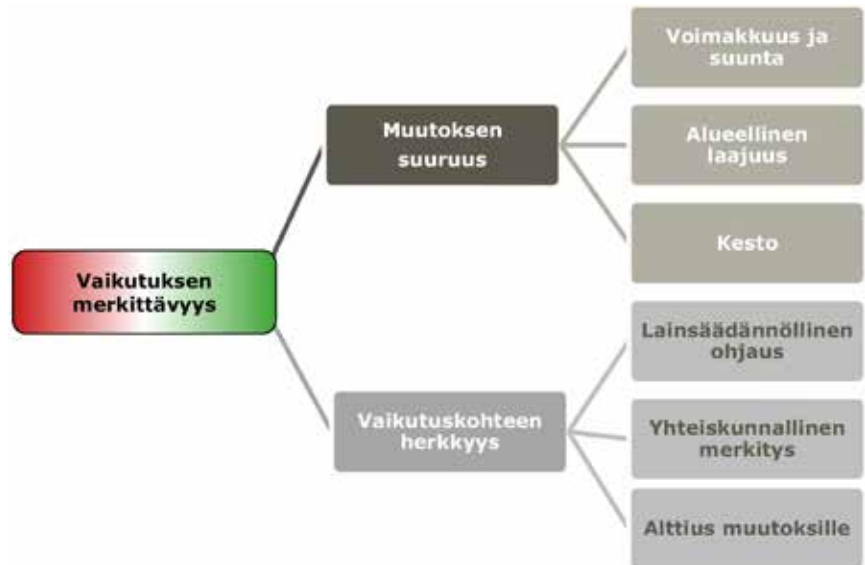 Vaikutuksen
merkittävyys
Muutoksen
suuruus
Voimakkuus ja
suunta
Alueellinen
laajuus
Kesto
Vaikutuskohteen
herkkyys
Lainsäädännöllinen
ohjaus
Yhteiskunnallinen
merkitys
Alttius muutoksille